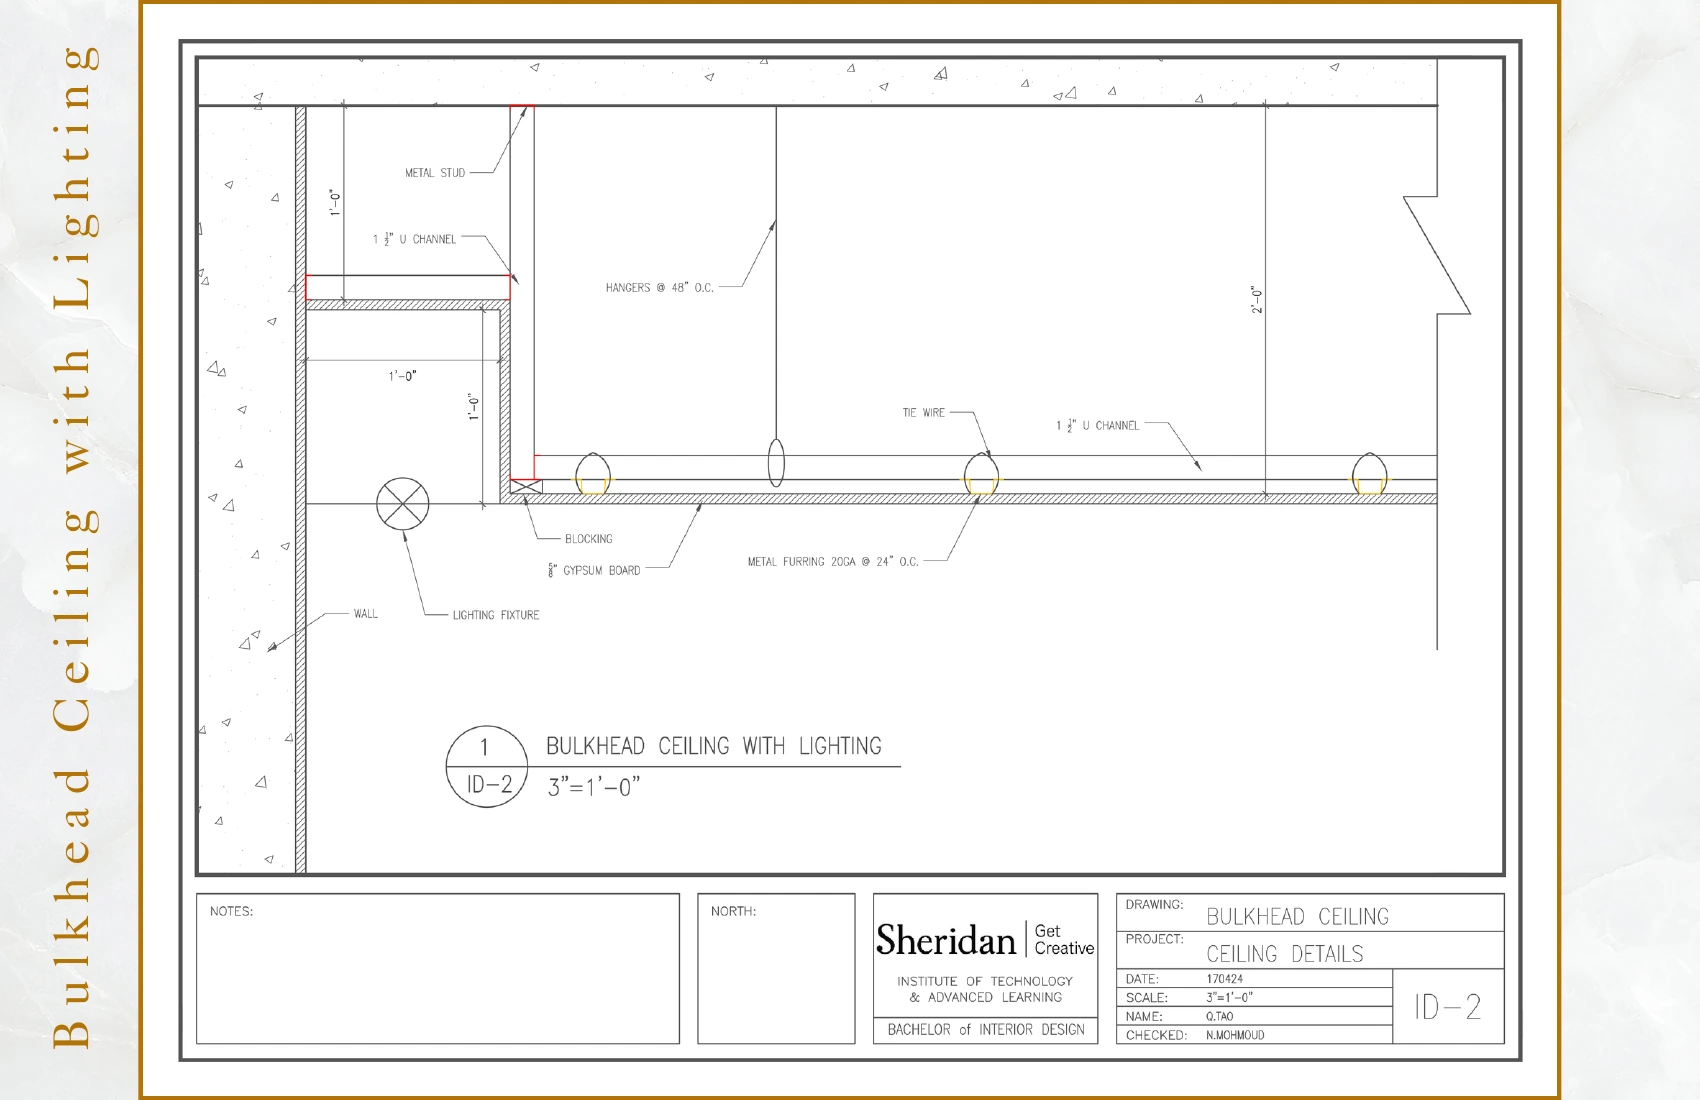 Bulkhead Ceiling with Lighting
METAL STUD
1'-0"
1 1/2" U CHANNEL
HANGERS @ 48" O.C.
2'-0"
1'-0"
1'-0"
TIE WIRE
1 1/2" U CHANNEL
BLOCKING
5/8" GYPSUM BOARD
METAL FURRING 20GA @ 24" O.C.
WALL
LIGHTING FIXTURE
1
BULKHEAD CEILING WITH LIGHTING
ID-2
3"=1'-0"
NOTES:
NORTH:
Sheridan | Get Creative
INSTITUTE OF TECHNOLOGY
& ADVANCED LEARNING
BACHELOR of INTERIOR DESIGN
DRAWING: BULKHEAD CEILING
PROJECT: CEILING DETAILS
DATE: 170424
SCALE: 3"=1'-0"
NAME: Q.TAO
CHECKED: N.MOHMOUD
ID-2